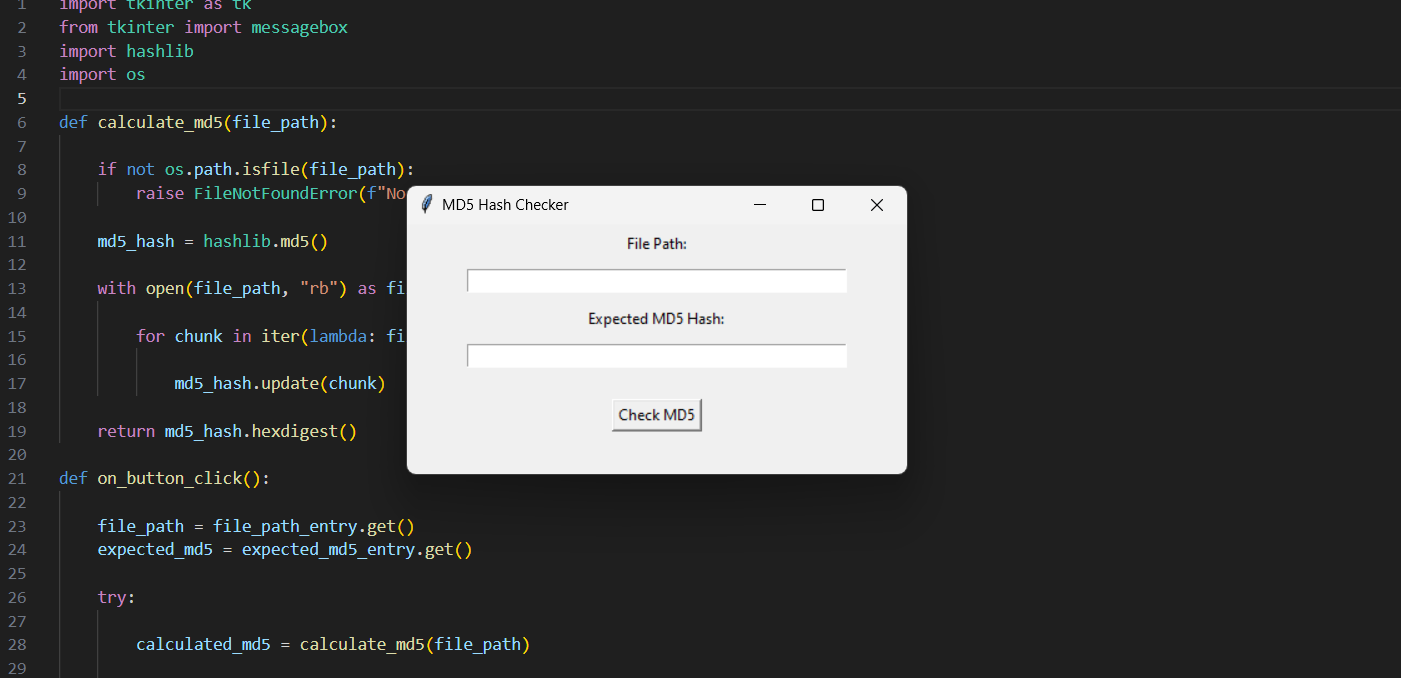 1 import tkinter as tk
2 from tkinter import messagebox
3 import hashlib
4 import os
5
6 def calculate_md5(file_path):
7
8 if not os.path.isfile(file_path):
9 raise FileNotFoundError(f"No
10
11 md5_hash = hashlib.md5()
12
13 with open(file_path, "rb") as fi
14
15 for chunk in iter(lambda: fi
16
17 md5_hash.update(chunk)
18
19 return md5_hash.hexdigest()
20
21 def on_button_click():
22
23 file_path = file_path_entry.get()
24 expected_md5 = expected_md5_entry.get()
25
26 try:
27
28 calculated_md5 = calculate_md5(file_path)
29
MD5 Hash Checker
File Path:
Expected MD5 Hash:
Check MD5